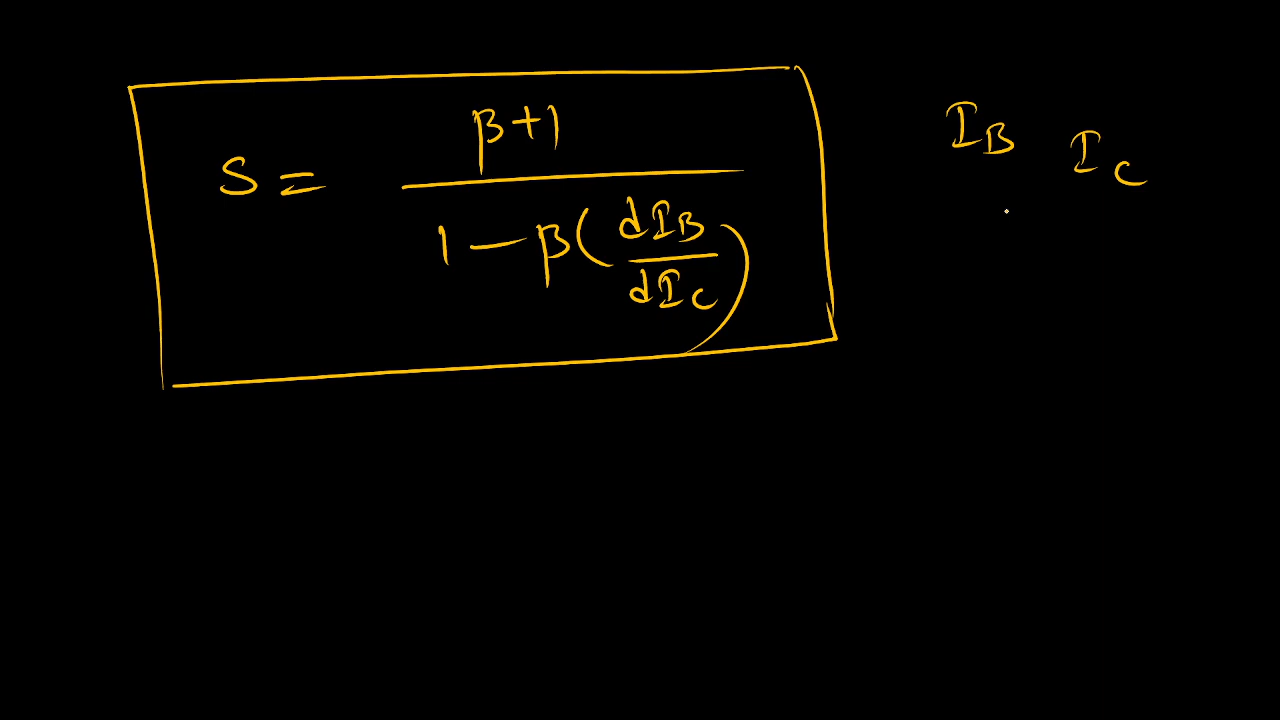 S = β+1 / 1 − β(dI_B / dI_C)
I_B I_C